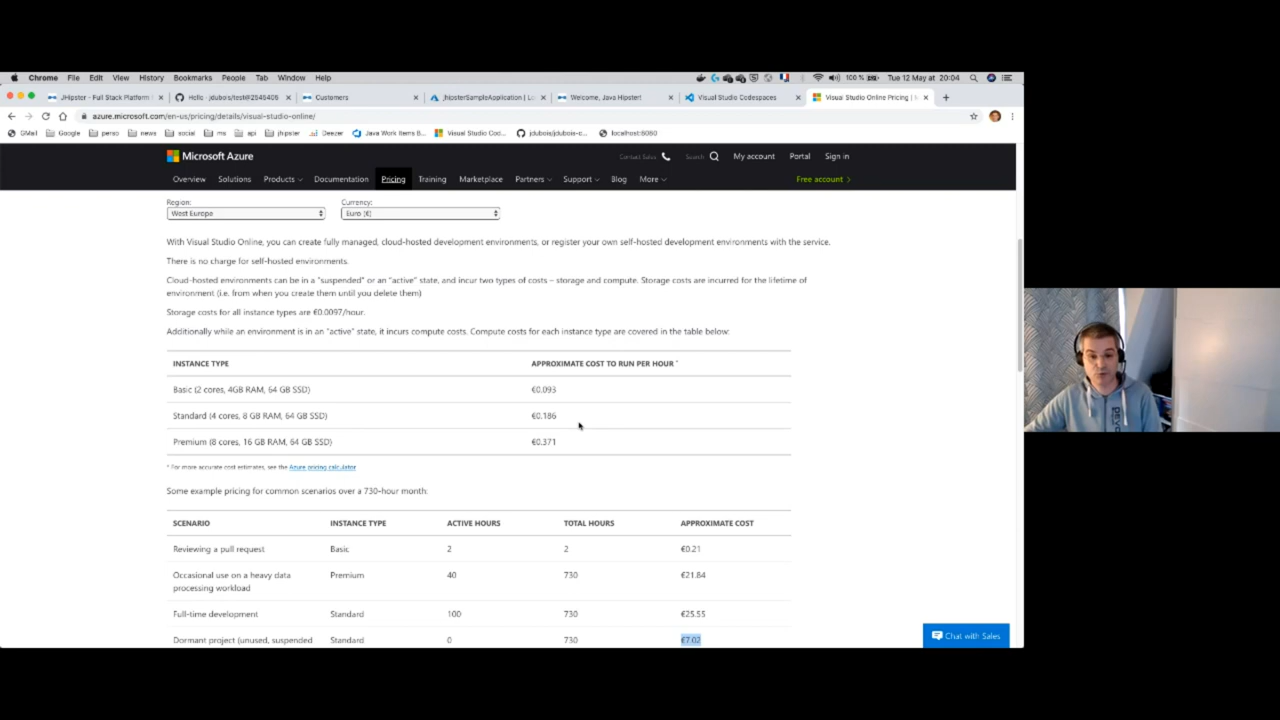 Chrome File Edit View History Bookmarks People Tab Window Help 100 % Tue 12 May at 20:04
JHipster - Full Stack Platform Hello · jdubois/test@2545405 Customers jhipsterSampleApplication | Lo Welcome, Java Hipster! Visual Studio Codespaces Visual Studio Online Pricing |
azure.microsoft.com/en-us/pricing/details/visual-studio-online/
GMail Google perso news social ms api jhipster Deezer Java Work Items B... Visual Studio Cod... jdubois/jdubois-c... localhost:8080
Microsoft Azure Contact Sales Search My account Portal Sign in
Overview Solutions Products Documentation Pricing Training Marketplace Partners Support Blog More Free account >
Region: Currency:
West Europe Euro (€)
With Visual Studio Online, you can create fully managed, cloud-hosted development environments, or register your own self-hosted development environments with the service.
There is no charge for self-hosted environments.
Cloud-hosted environments can be in a "suspended" or an "active" state, and incur two types of costs – storage and compute. Storage costs are incurred for the lifetime of
environment (i.e. from when you create them until you delete them)
Storage costs for all instance types are €0.0097/hour.
Additionally while an environment is in an "active" state, it incurs compute costs. Compute costs for each instance type are covered in the table below:
INSTANCE TYPE APPROXIMATE COST TO RUN PER HOUR *
Basic (2 cores, 4GB RAM, 64 GB SSD) €0.093
Standard (4 cores, 8 GB RAM, 64 GB SSD) €0.186
Premium (8 cores, 16 GB RAM, 64 GB SSD) €0.371
* For more accurate cost estimates, see the Azure pricing calculator
Some example pricing for common scenarios over a 730-hour month:
SCENARIO INSTANCE TYPE ACTIVE HOURS TOTAL HOURS APPROXIMATE COST
Reviewing a pull request Basic 2 2 €0.21
Occasional use on a heavy data Premium 40 730 €21.84
processing workload
Full-time development Standard 100 730 €25.55
Dormant project (unused, suspended Standard 0 730 €7.02
Chat with Sales